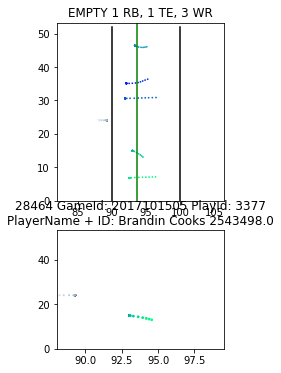 EMPTY 1 RB, 1 TE, 3 WR
50
40
30
20
10
0
85 90 95 100 105
28464 GameId: 2017101505 PlayId: 3377
PlayerName + ID: Brandin Cooks 2543498.0
40
20
0
90.0 92.5 95.0 97.5